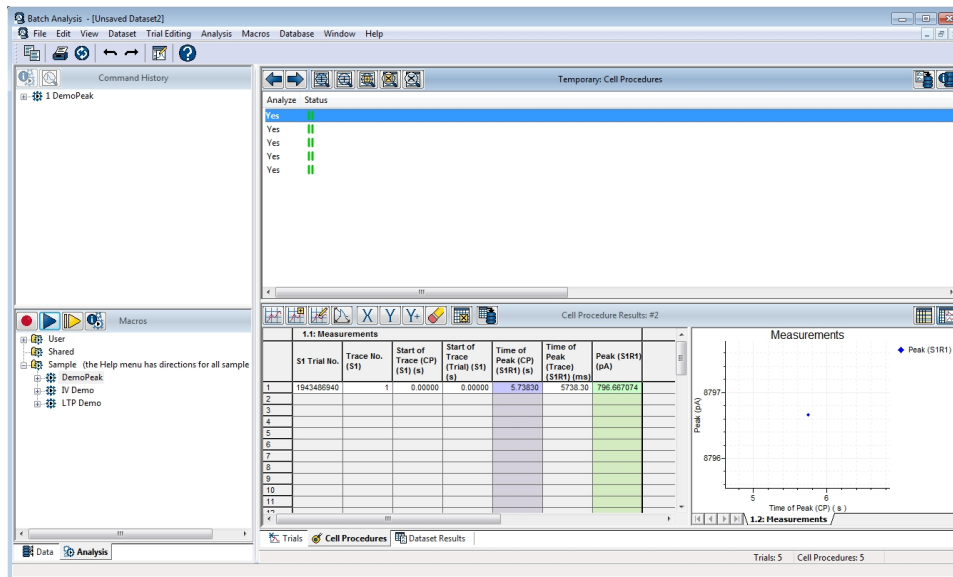 Batch Analysis - [Unsaved Dataset2]
File Edit View Dataset Trial Editing Analysis Macros Database Window Help
Command History
1 DemoPeak
Temporary: Cell Procedures
Analyze Status
Yes
Yes
Yes
Yes
Yes
Macros
User
Shared
Sample (the Help menu has directions for all sample
DemoPeak
IV Demo
LTP Demo
X Y Y+
Cell Procedure Results: #2
1.1: Measurements
S1 Trial No. Trace No. (S1) Start of Trace (CP) (S1) (s) Start of Trace (Trial) (S1) (s) Time of Peak (CP) (S1R1) (s) Time of Peak (Trace) (S1R1) (ms) Peak (S1R1) (pA)
1 1943486940 1 0.00000 0.00000 5.73830 5738.30 796.667074
2
3
4
5
6
7
8
9
10
11
12
Measurements
Peak (S1R1)
Peak (pA)
8797
8796
5 6
Time of Peak (CP) ( s )
1.2: Measurements
Trials Cell Procedures Dataset Results
Data Analysis
Trials: 5 Cell Procedures: 5